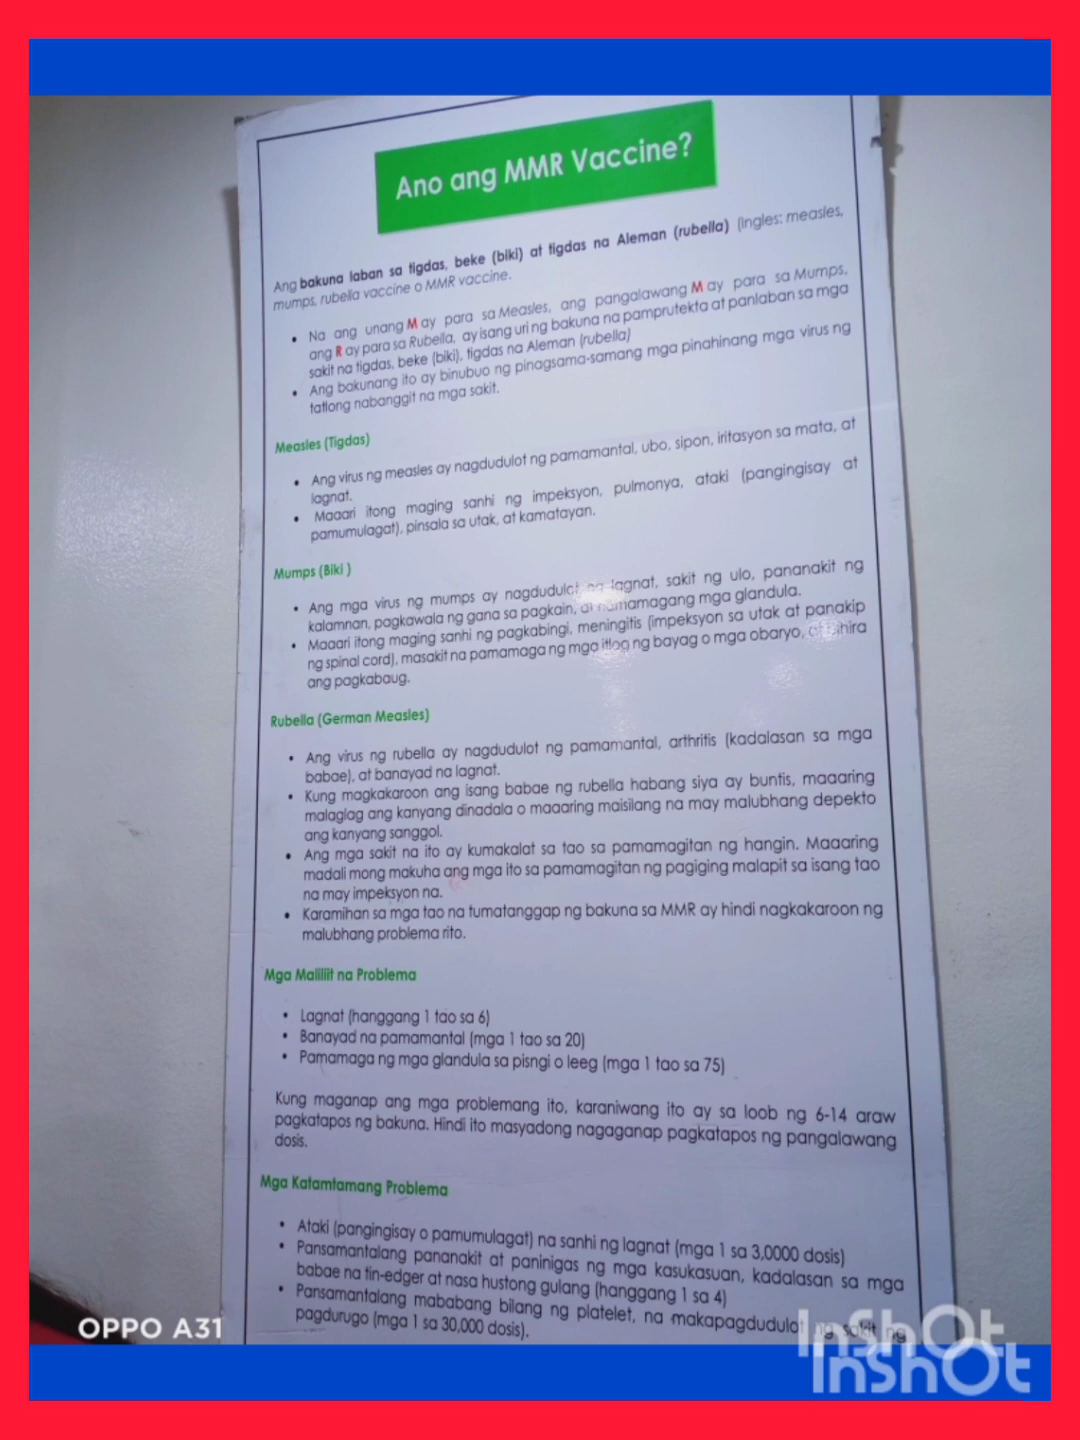 Ano ang MMR Vaccine?
Ang bakuna laban sa tigdas, beke (biki) at tigdas na Aleman (rubella) (Ingles: measles,
mumps, rubella vaccine o MMR vaccine.
• Na ang unang M ay para sa Measles, ang pangalawang M ay para sa Mumps,
ang R ay para sa Rubella, ay isang uri ng bakuna na pamprutekta at panlaban sa mga
sakit na tigdas, beke (biki), tigdas na Aleman (rubella)
• Ang bakunang ito ay binubuo ng pinagsama-samang mga pinahinang mga virus ng
tatlong nabanggit na mga sakit.
Measles (Tigdas)
• Ang virus ng measles ay nagdudulot ng pamamantal, ubo, sipon, iritasyon sa mata, at
lagnat.
• Maaari itong maging sanhi ng impeksyon, pulmonya, ataki (pangingisay at
pamumulagat), pinsala sa utak, at kamatayan.
Mumps (Biki )
• Ang mga virus ng mumps ay nagdudulot ng lagnat, sakit ng ulo, pananakit ng
kalamnan, pagkawala ng gana sa pagkain, at namamagang mga glandula.
• Maaari itong maging sanhi ng pagkabingi, meningitis (impeksyon sa utak at panakip
ng spinal cord), masakit na pamamaga ng mga itlog ng bayag o mga obaryo, at bihira
ang pagkabaug.
Rubella (German Measles)
• Ang virus ng rubella ay nagdudulot ng pamamantal, arthritis (kadalasan sa mga
babae), at banayad na lagnat.
• Kung magkakaroon ang isang babae ng rubella habang siya ay buntis, maaaring
malaglag ang kanyang dinadala o maaaring maisilang na may malubhang depekto
ang kanyang sanggol.
• Ang mga sakit na ito ay kumakalat sa tao sa pamamagitan ng hangin. Maaaring
madali mong makuha ang mga ito sa pamamagitan ng pagiging malapit sa isang tao
na may impeksyon na.
• Karamihan sa mga tao na tumatanggap ng bakuna sa MMR ay hindi nagkakaroon ng
malubhang problema rito.
Mga Maliliit na Problema
• Lagnat (hanggang 1 tao sa 6)
• Banayad na pamamantal (mga 1 tao sa 20)
• Pamamaga ng mga glandula sa pisngi o leeg (mga 1 tao sa 75)
Kung maganap ang mga problemang ito, karaniwang ito ay sa loob ng 6-14 araw
pagkatapos ng bakuna. Hindi ito masyadong nagaganap pagkatapos ng pangalawang
dosis.
Mga Katamtamang Problema
• Ataki (pangingisay o pamumulagat) na sanhi ng lagnat (mga 1 sa 3,0000 dosis)
• Pansamantalang pananakit at paninigas ng mga kasukasuan, kadalasan sa mga
babae na tin-edger at nasa hustong gulang (hanggang 1 sa 4)
• Pansamantalang mababang bilang ng platelet, na makapagdudulot ng sakit ng
pagdurugo (mga 1 sa 30,000 dosis).
OPPO A31
InShOt
InShOt